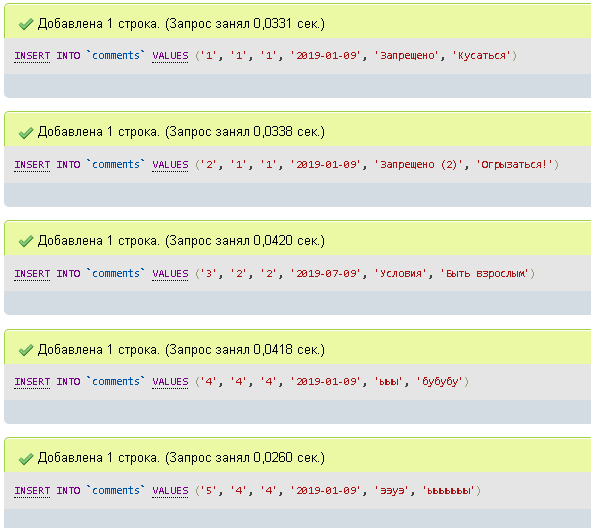 Добавлена 1 строка. (Запрос занял 0,0331 сек.)
INSERT INTO `comments` VALUES ('1', '1', '1', '2019-01-09', 'Запрещено', 'Кусаться')
Добавлена 1 строка. (Запрос занял 0,0338 сек.)
INSERT INTO `comments` VALUES ('2', '1', '1', '2019-01-09', 'Запрещено (2)', 'Огрызаться!')
Добавлена 1 строка. (Запрос занял 0,0420 сек.)
INSERT INTO `comments` VALUES ('3', '2', '2', '2019-07-09', 'Условия', 'Быть взрослым')
Добавлена 1 строка. (Запрос занял 0,0418 сек.)
INSERT INTO `comments` VALUES ('4', '4', '4', '2019-01-09', 'ыыы', 'бубубу')
Добавлена 1 строка. (Запрос занял 0,0260 сек.)
INSERT INTO `comments` VALUES ('5', '4', '4', '2019-01-09', 'ээуэ', 'ььььььы')